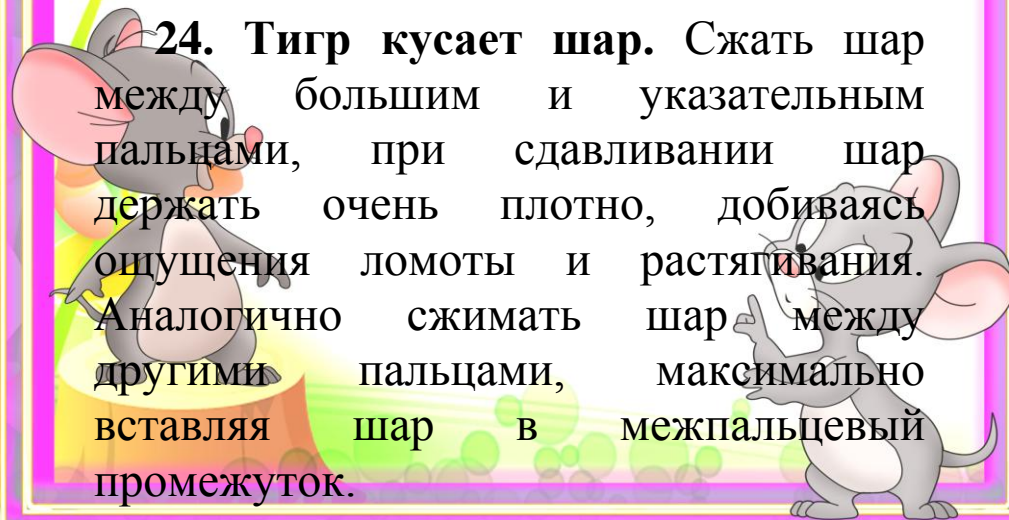 24. Тигр кусает шар. Сжать шар
между большим и указательным
пальцами, при сдавливании шар
держать очень плотно, добиваясь
ощущения ломоты и растягивания.
Аналогично сжимать шар между
другими пальцами, максимально
вставляя шар в межпальцевый
промежуток.